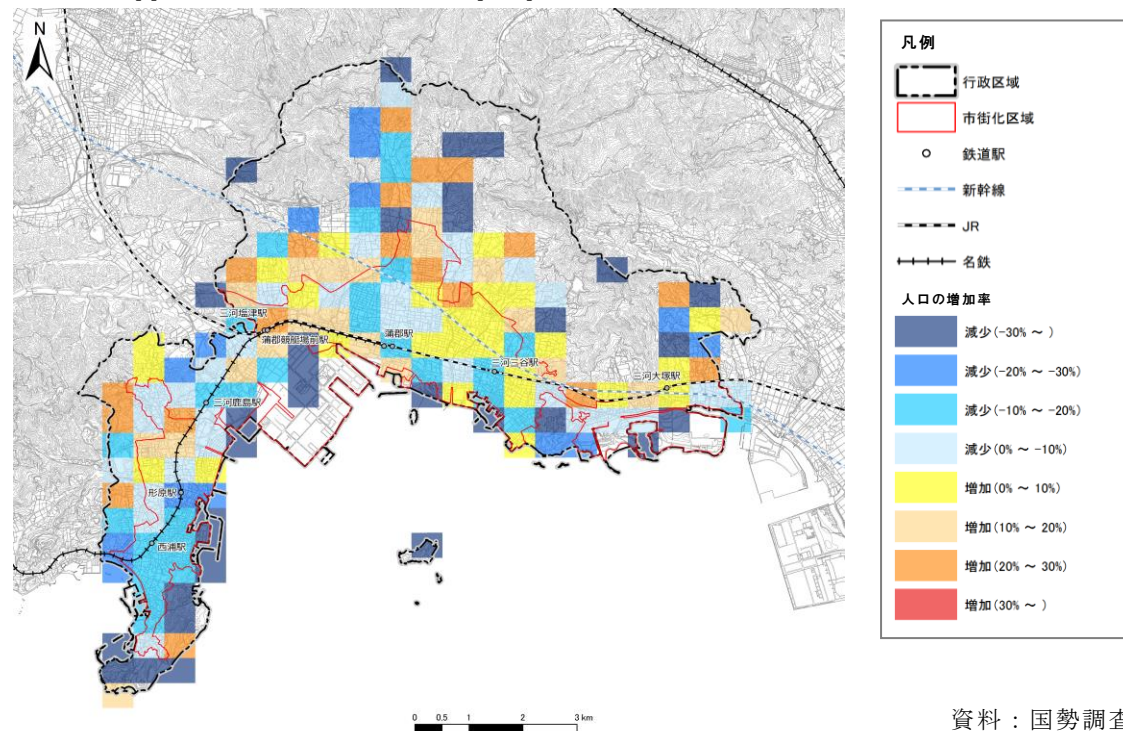 N
三河塩津駅
蒲郡競艇場前駅
蒲郡駅
三河三谷駅
三河大塚駅
三河鹿島駅
形原駅
西浦駅
0 0.5 1 2 3 km
凡例
行政区域
市街化区域
鉄道駅
新幹線
JR
名鉄
人口の増加率
減少(-30% ~ )
減少(-20% ~ -30%)
減少(-10% ~ -20%)
減少(0% ~ -10%)
増加(0% ~ 10%)
増加(10% ~ 20%)
増加(20% ~ 30%)
増加(30% ~ )
資料:国勢調査